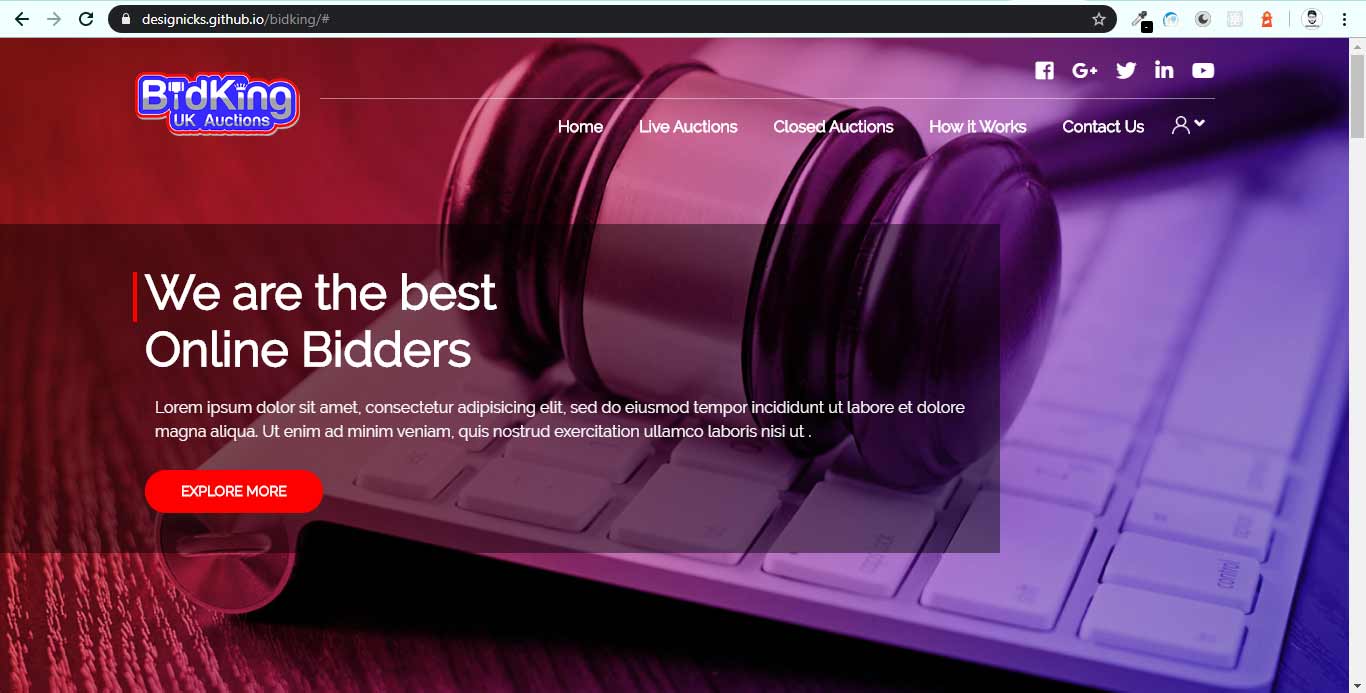 designicks.github.io/bidking/#
BidKing
UK Auctions
Home Live Auctions Closed Auctions How it Works Contact Us
We are the best
Online Bidders
Lorem ipsum dolor sit amet, consectetur adipisicing elit, sed do eiusmod tempor incididunt ut labore et dolore
magna aliqua. Ut enim ad minim veniam, quis nostrud exercitation ullamco laboris nisi ut .
EXPLORE MORE
control